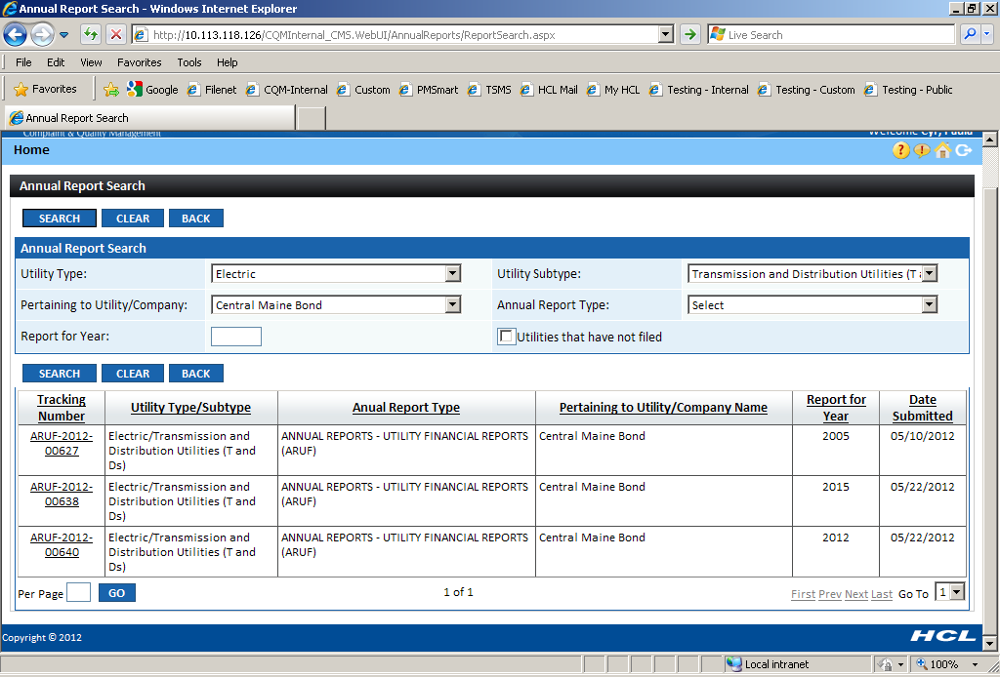 Annual Report Search - Windows Internet Explorer
http://10.113.118.126/CQMInternal_CMS.WebUI/AnnualReports/ReportSearch.aspx
Live Search
File Edit View Favorites Tools Help
Favorites Google Filenet CQM-Internal Custom PMSmart TSMS HCL Mail My HCL Testing - Internal Testing - Custom Testing - Public
Annual Report Search
Complaint & Quality Management Welcome Cyr, Paula
Home
Annual Report Search
SEARCH CLEAR BACK
Annual Report Search
Utility Type: Electric Utility Subtype: Transmission and Distribution Utilities (T
Pertaining to Utility/Company: Central Maine Bond Annual Report Type: Select
Report for Year: Utilities that have not filed
SEARCH CLEAR BACK
Tracking Number Utility Type/Subtype Anual Report Type Pertaining to Utility/Company Name Report for Year Date Submitted
ARUF-2012- Electric/Transmission and ANNUAL REPORTS - UTILITY FINANCIAL REPORTS Central Maine Bond 2005 05/10/2012
00627 Distribution Utilities (T and (ARUF)
Ds)
ARUF-2012- Electric/Transmission and ANNUAL REPORTS - UTILITY FINANCIAL REPORTS Central Maine Bond 2015 05/22/2012
00638 Distribution Utilities (T and (ARUF)
Ds)
ARUF-2012- Electric/Transmission and ANNUAL REPORTS - UTILITY FINANCIAL REPORTS Central Maine Bond 2012 05/22/2012
00640 Distribution Utilities (T and (ARUF)
Ds)
Per Page GO 1 of 1 First Prev Next Last Go To 1
Copyright © 2012 HCL
Local intranet 100%